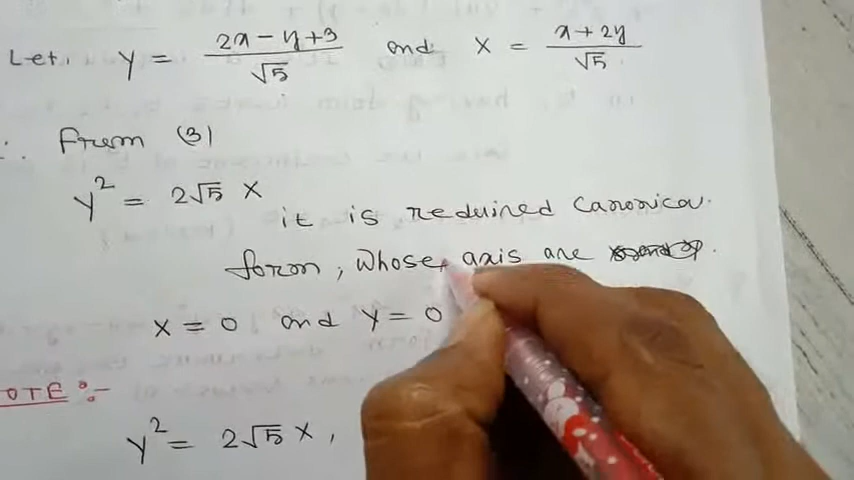 Let. Y = (2x - y + 3)/√5 and X = (x + 2y)/√5
∴ From (3)
Y² = 2√5 X
it is reduired canonica
form, whose axis are
X = 0 and Y = 0
NOTE :-
Y² = 2√5 X,